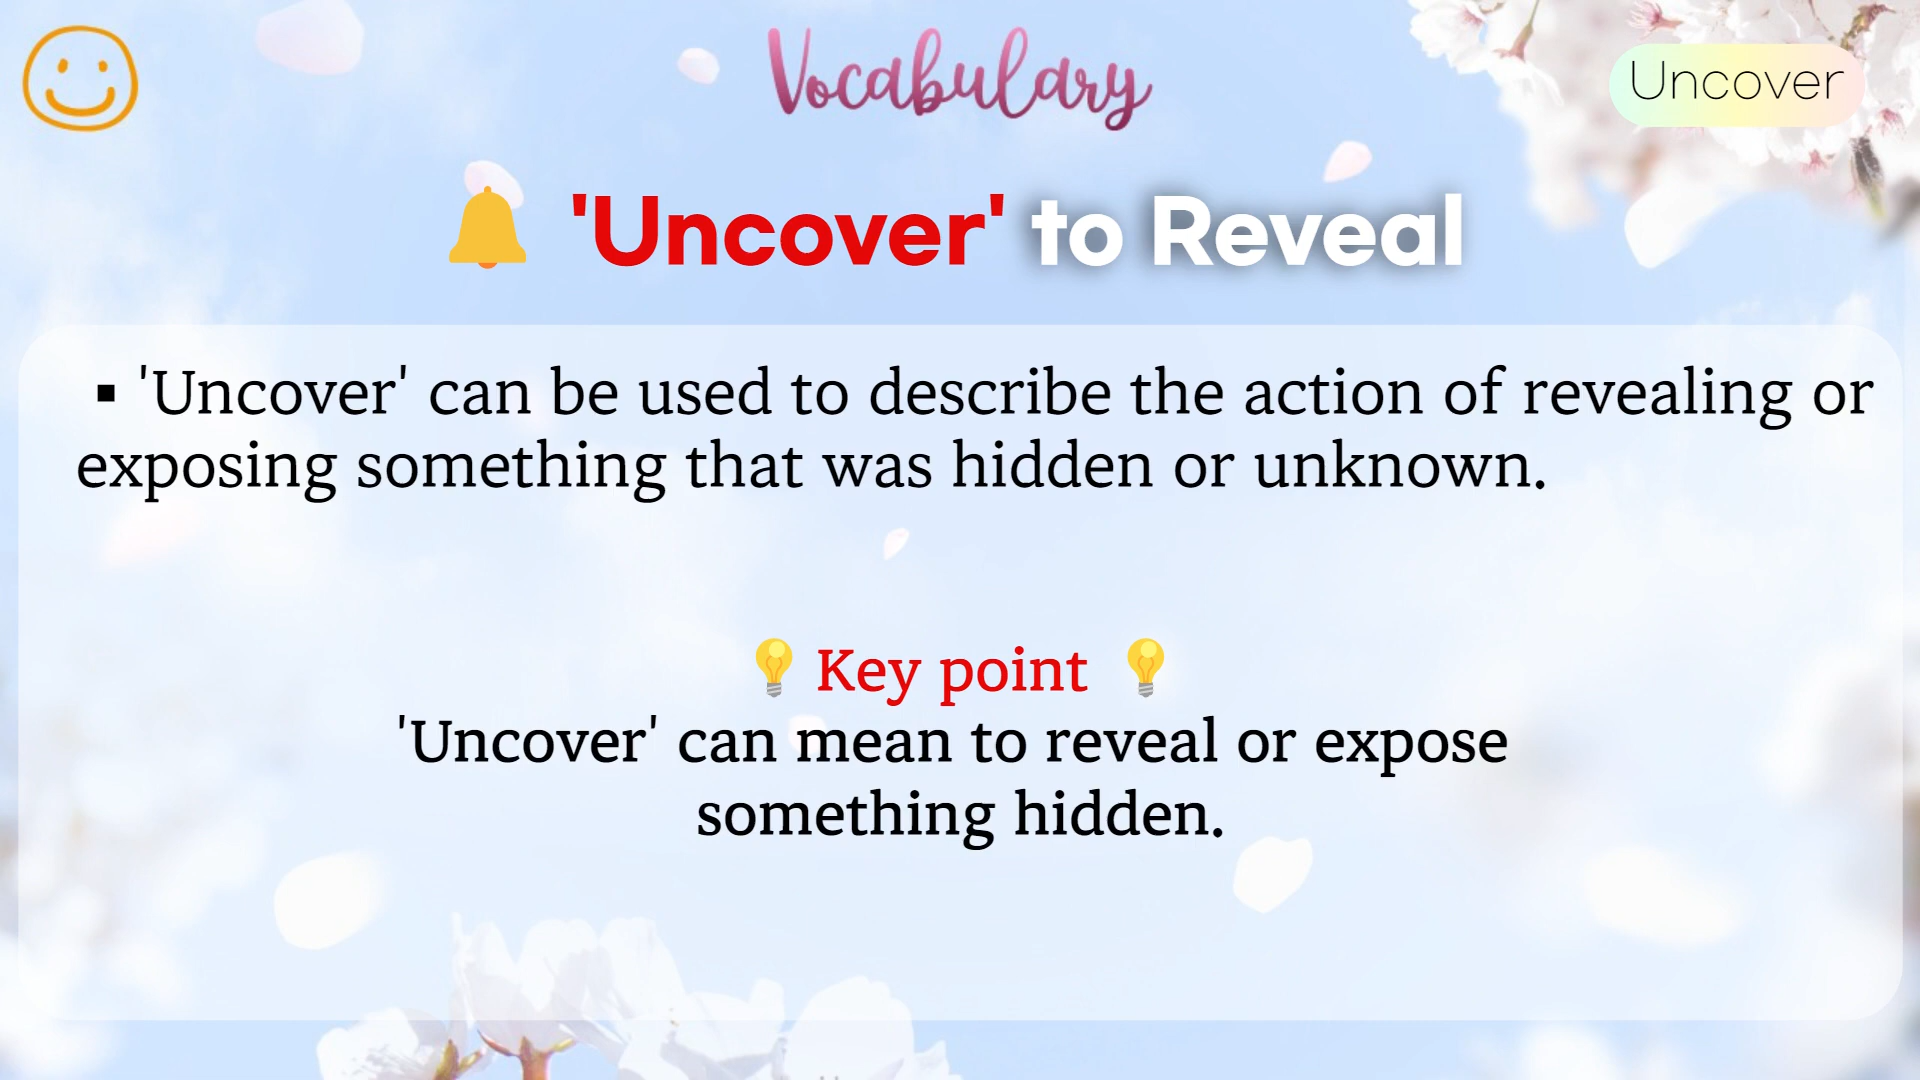 Vocabulary
Uncover
'Uncover' to Reveal
▪ 'Uncover' can be used to describe the action of revealing or
exposing something that was hidden or unknown.
Key point
'Uncover' can mean to reveal or expose
something hidden.